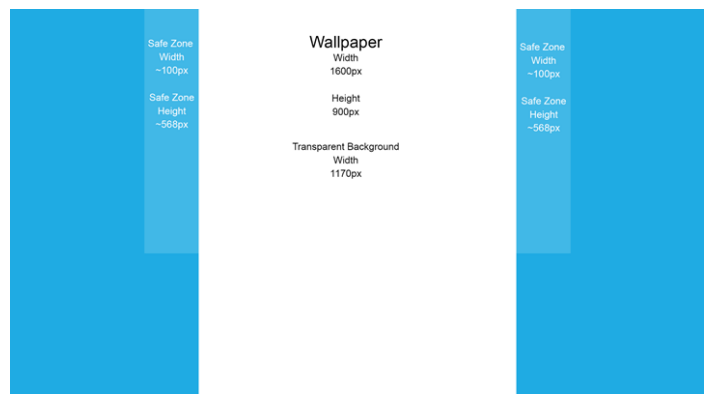 Safe Zone
Width
~100px
Safe Zone
Height
~568px
Wallpaper
Width
1600px
Height
900px
Transparent Background
Width
1170px
Safe Zone
Width
~100px
Safe Zone
Height
~568px